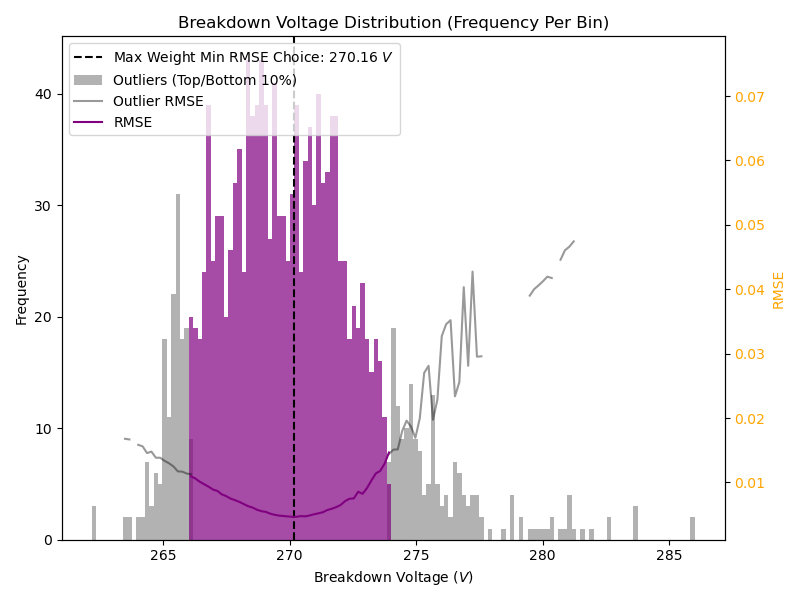 Breakdown Voltage Distribution (Frequency Per Bin)
Max Weight Min RMSE Choice: 270.16 V
Outliers (Top/Bottom 10%)
Outlier RMSE
RMSE
40
30
20
10
0
Frequency
0.07
0.06
0.05
0.04
0.03
0.02
0.01
RMSE
265 270 275 280 285
Breakdown Voltage (V)